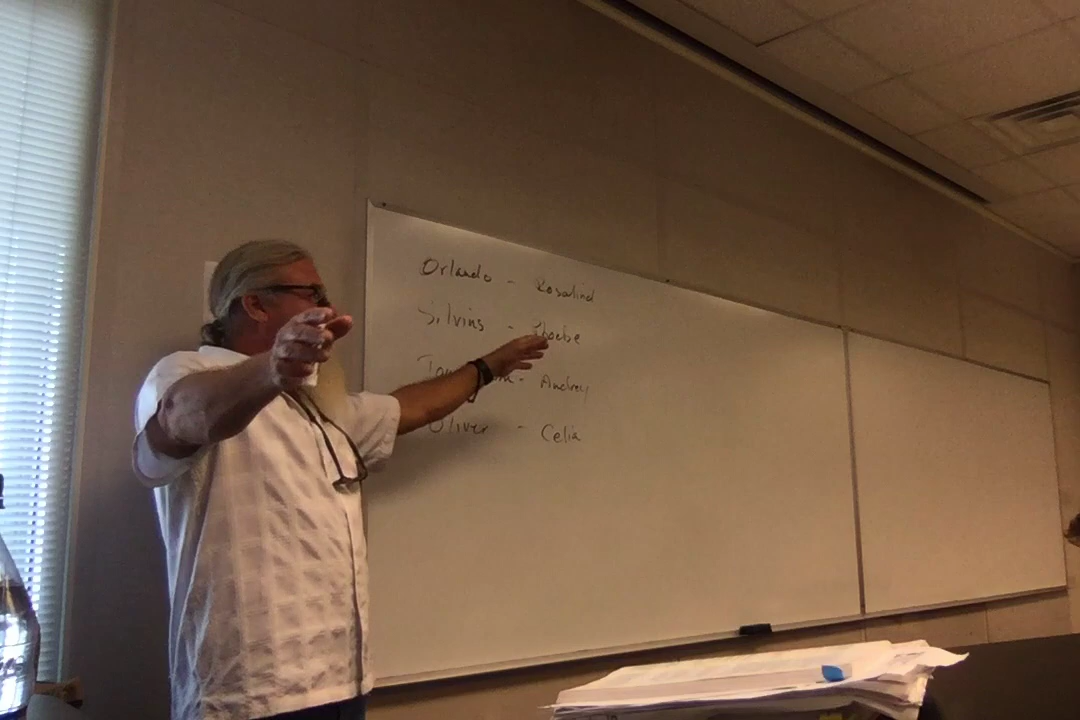 Orlando - Rosalind
Silvius - Phoebe
- Audrey
Oliver - Celia